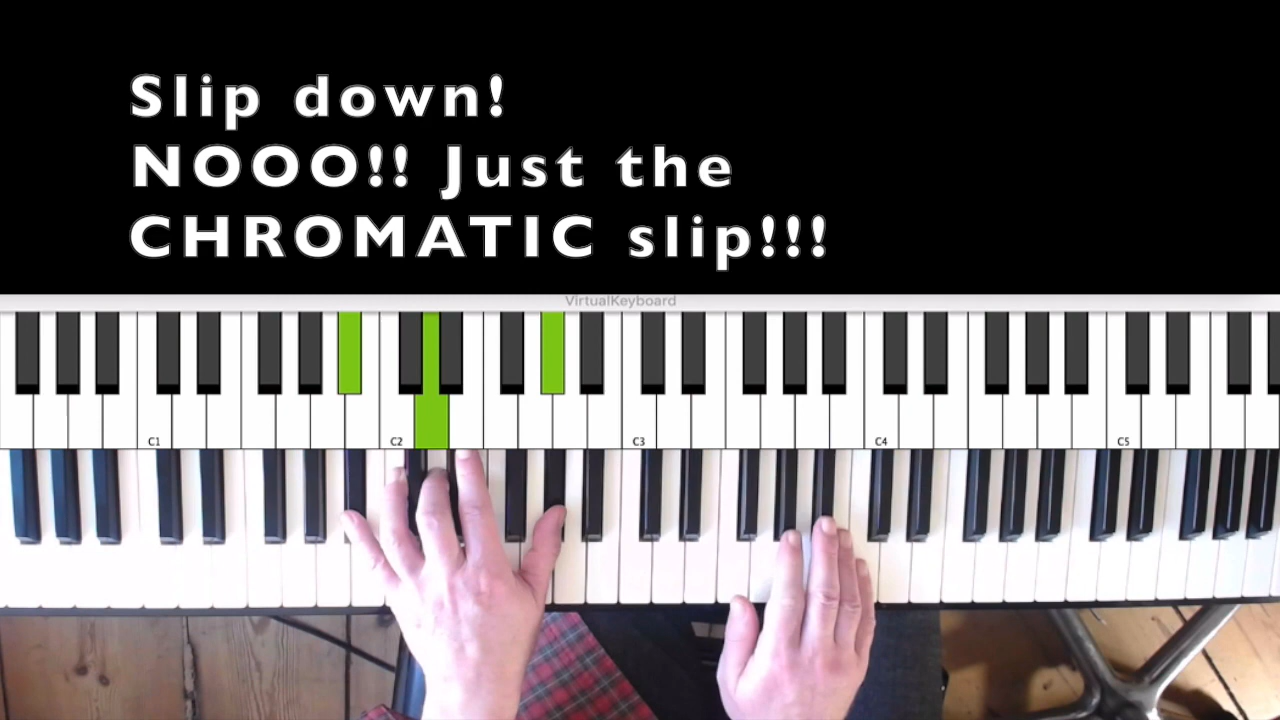 Slip down!
NOOO!! Just the
CHROMATIC slip!!!
VirtualKeyboard
C1 C2 C3 C4 C5